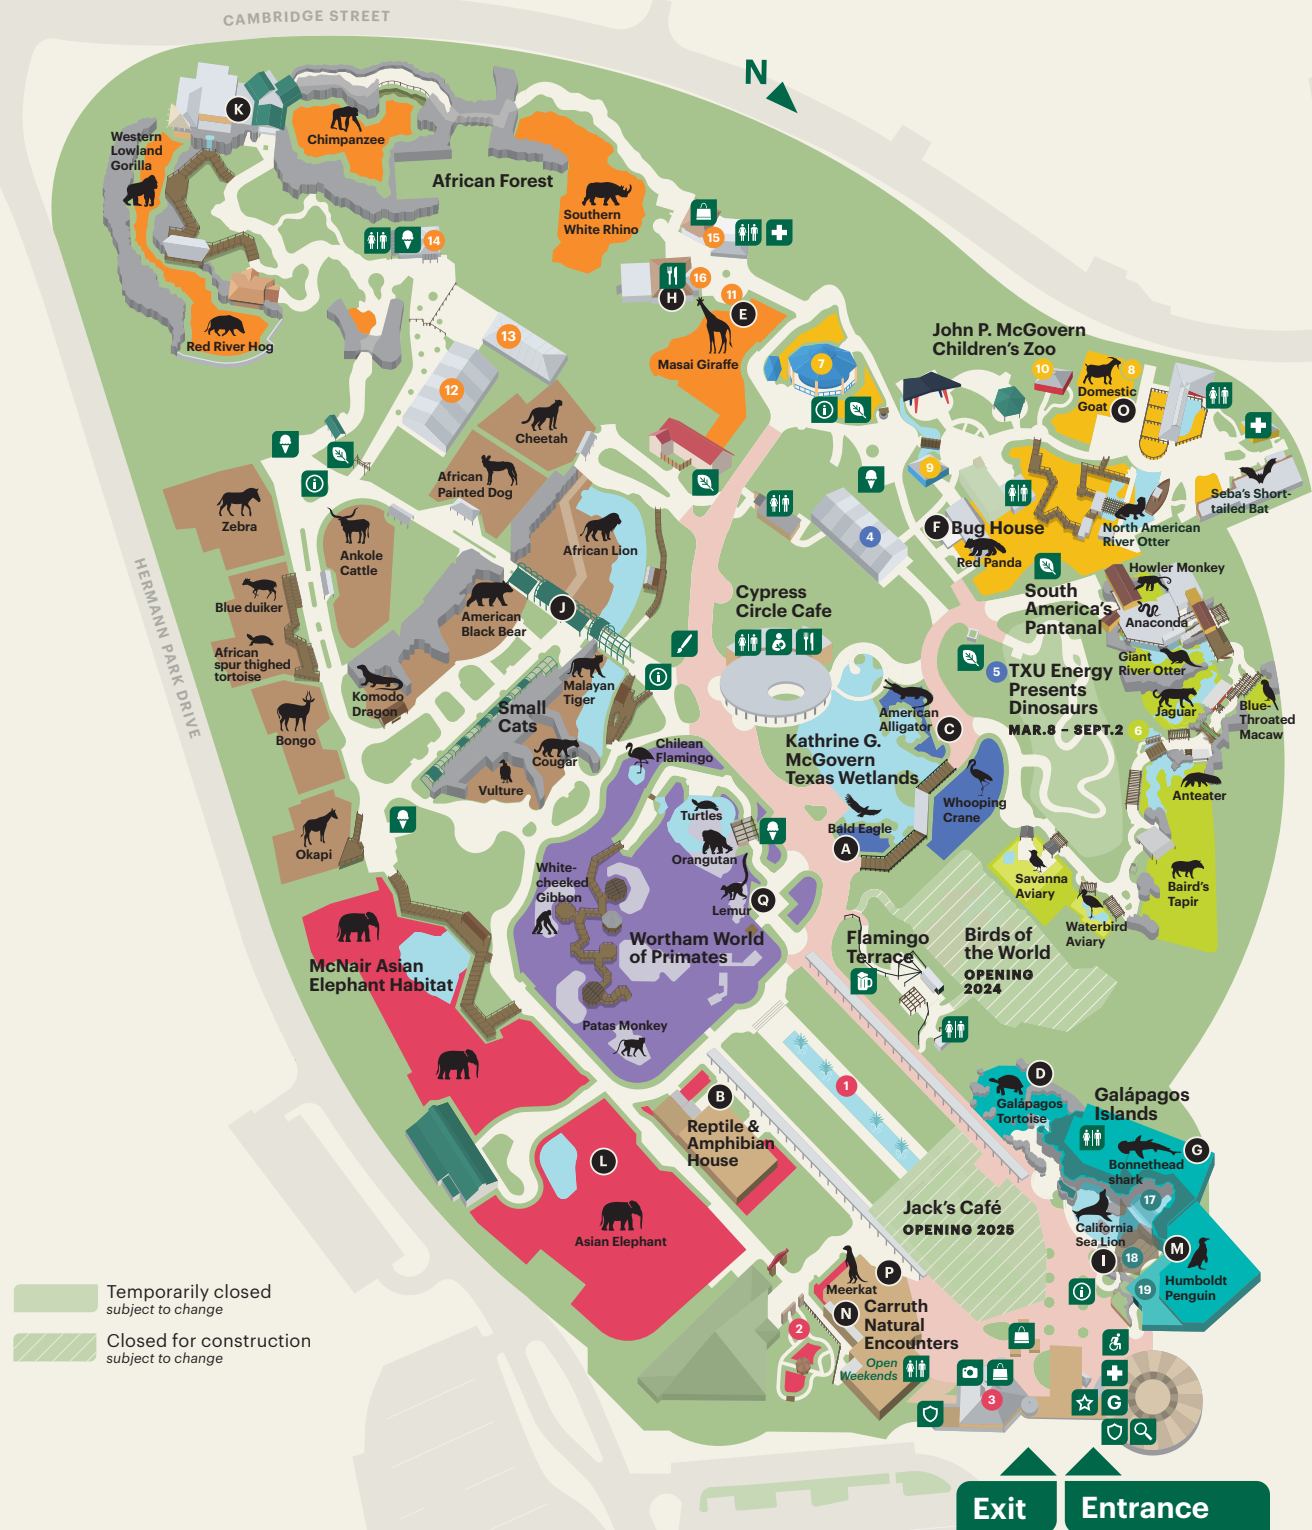 CAMBRIDGE STREET
N
K
Western
Lowland
Gorilla
Chimpanzee
African Forest
Southern
White Rhino
14
15
16
H
11
E
Masai Giraffe
Red River Hog
13
12
7
John P. McGovern
Children's Zoo
10
8
Domestic
Goat
O
Cheetah
African
Painted Dog
9
Seba's Short-
tailed Bat
Zebra
Ankole
Cattle
African Lion
4
F
Bug House
Red Panda
North American
River Otter
HERMANN PARK DRIVE
Blue duiker
African
spur thighed
tortoise
American
Black Bear
J
Cypress
Circle Cafe
South
America's
Pantanal
Howler Monkey
Anaconda
Giant
River Otter
Komodo
Dragon
Malayan
Tiger
Small
Cats
Bongo
Cougar
Vulture
Chilean
Flamingo
American
Alligator
C
5
TXU Energy
Presents
Dinosaurs
MAR.8 – SEPT.2
6
Jaguar
Blue-
Throated
Macaw
Kathrine G.
McGovern
Texas Wetlands
Whooping
Crane
Anteater
Bald Eagle
A
Turtles
Orangutan
Okapi
White-
cheeked
Gibbon
Lemur
Q
Savanna
Aviary
Baird's
Tapir
Waterbird
Aviary
Wortham World
of Primates
Flamingo
Terrace
Birds of
the World
OPENING
2024
McNair Asian
Elephant Habitat
Patas Monkey
1
B
Reptile &
Amphibian
House
D
Galápagos
Tortoise
Galápagos
Islands
Bonnethead
shark
G
L
Asian Elephant
Jack's Café
OPENING 2025
17
California
Sea Lion
I
18
M
19
Humboldt
Penguin
Meerkat
P
N
Carruth
Natural
Encounters
Open
Weekends
2
3
G
Temporarily closed
subject to change
Closed for construction
subject to change
Exit
Entrance